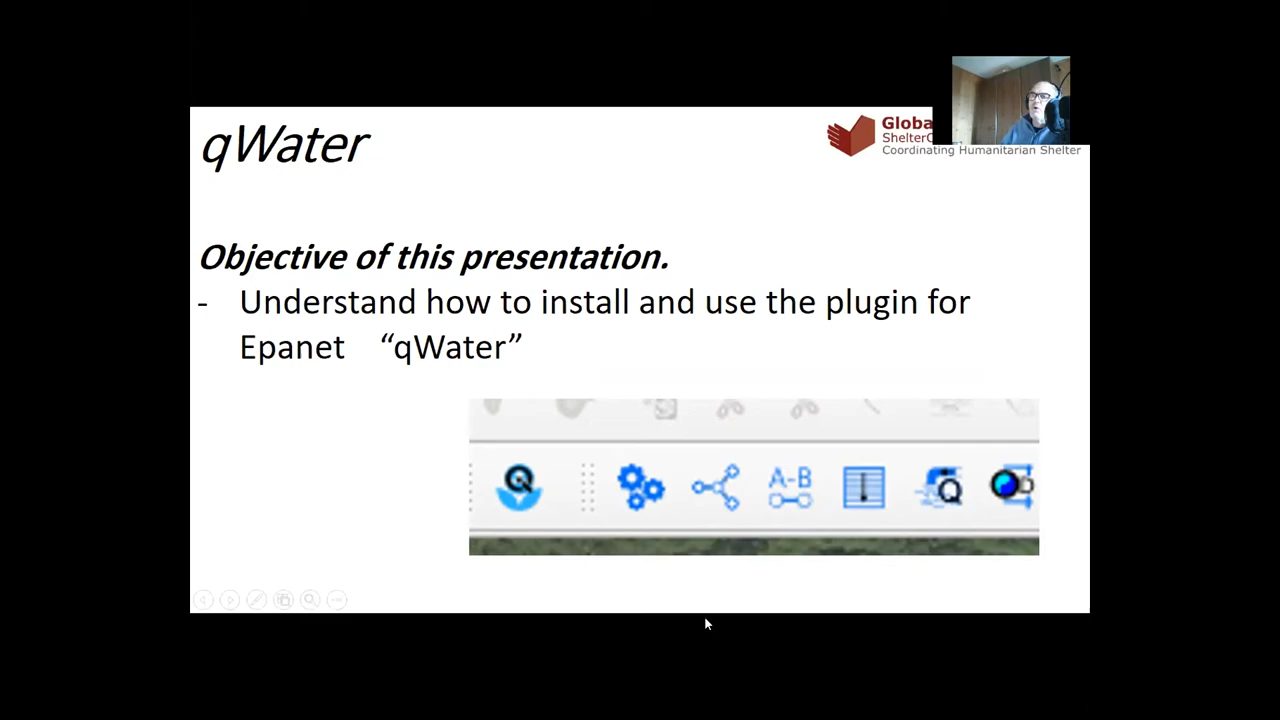 qWater
Globa
ShelterC
Coordinating Humanitarian Shelter
Objective of this presentation.
- Understand how to install and use the plugin for
Epanet “qWater”
A-B